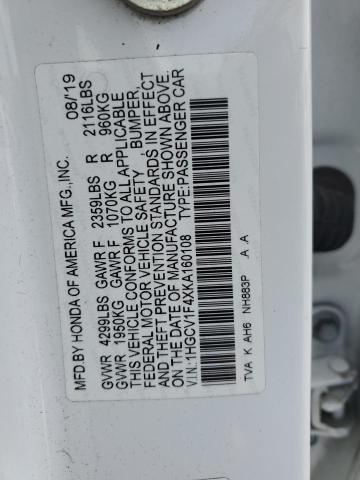 MFD.BY HONDA OF AMERICA MFG.,INC. 08/'19
GVWR 4299LBS GAWR F 2359LBS R 2116LBS
GVWR 1950KG GAWR F 1070KG R 960KG
THIS VEHICLE CONFORMS TO ALL APPLICABLE
FEDERAL MOTOR VEHICLE SAFETY , BUMPER,
AND THEFT PREVENTION STANDARDS IN EFFECT
ON THE DATE OF MANUFACTURE SHOWN ABOVE.
V.I.N.:1HGCV1F4XKA160108 TYPE:PASSENGER CAR
TVA K AH6 NH883P .A .A